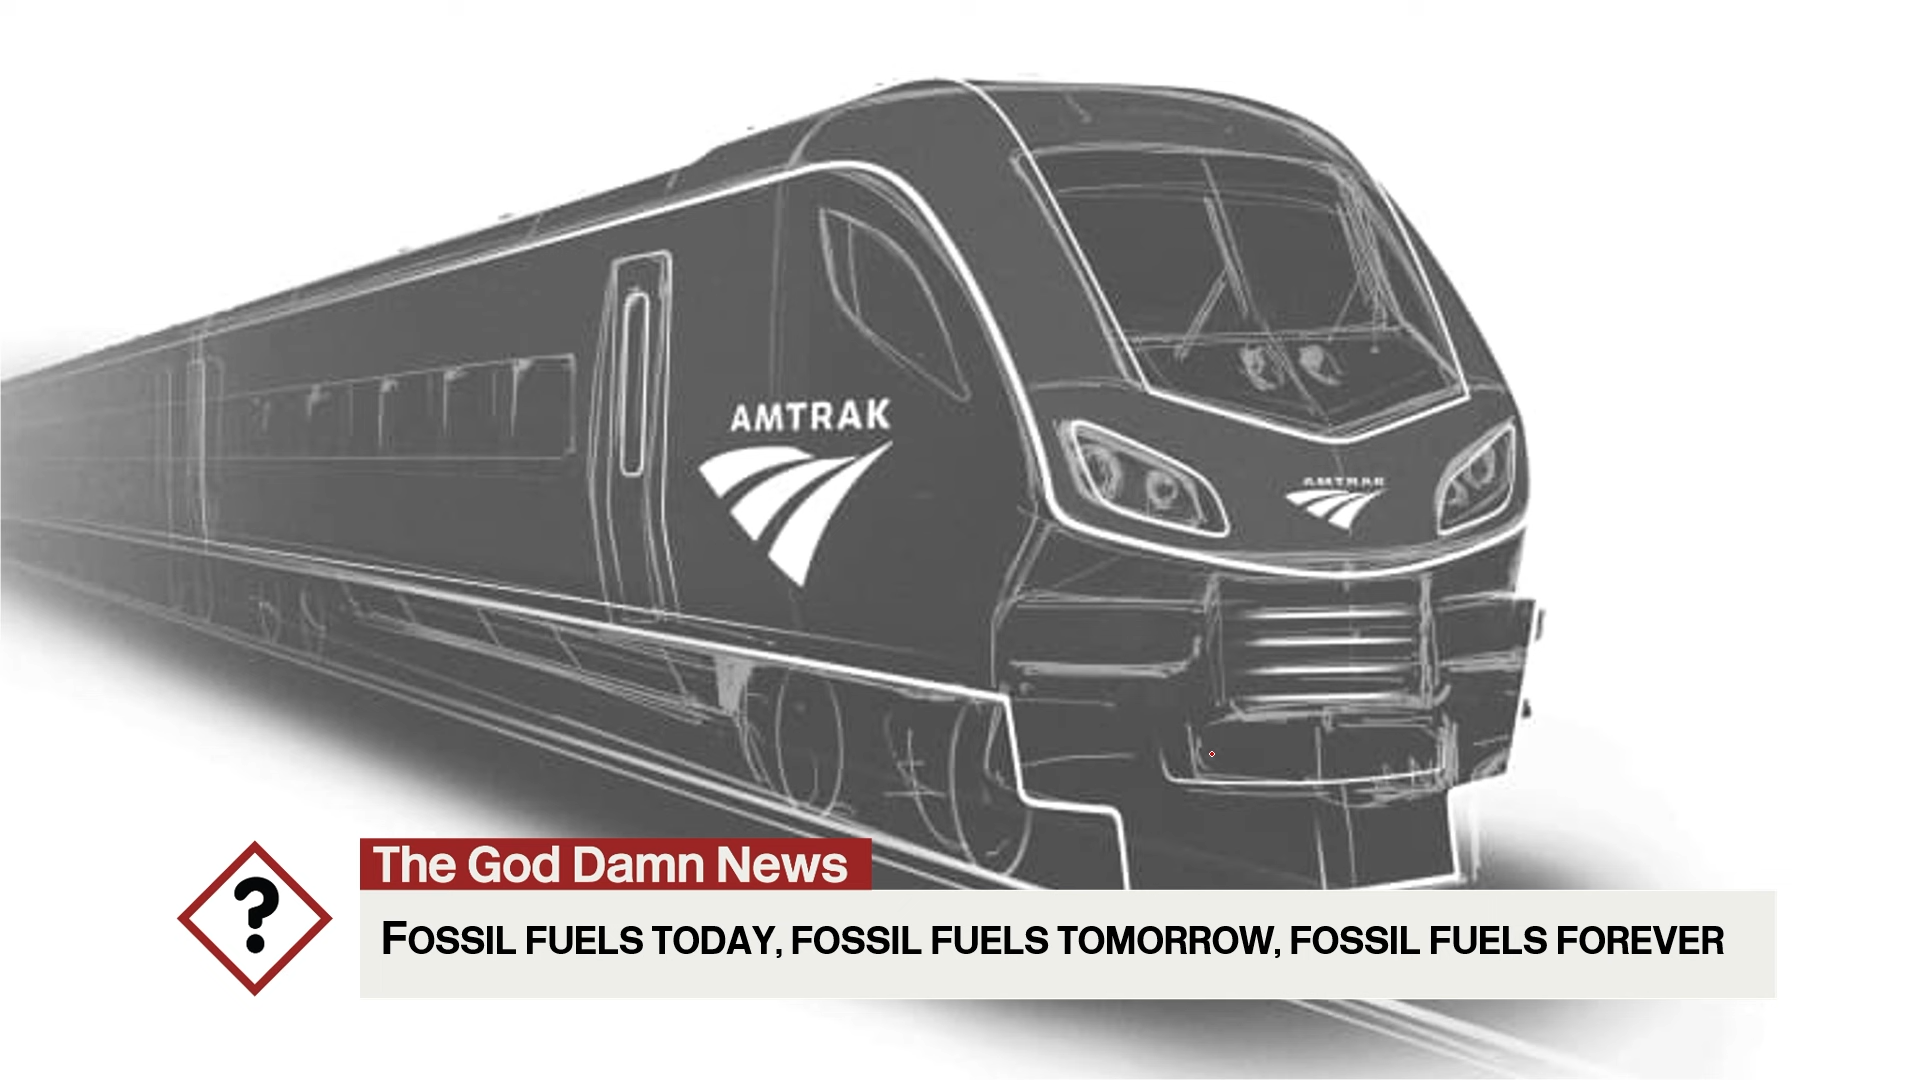 AMTRAK
AMTRAK
?
The God Damn News
FOSSIL FUELS TODAY, FOSSIL FUELS TOMORROW, FOSSIL FUELS FOREVER